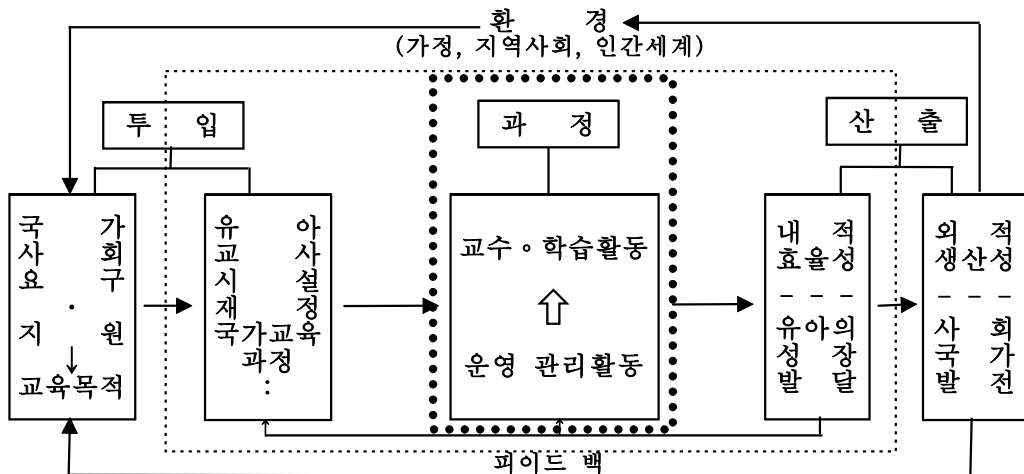 환 경
(가정, 지역사회, 인간세계)
투 입
과 정
산 출
국 가
사 회
요 구
·
지 원
↓
교육목적
유 아
교 사
시 설
재 정
국가교육
과정
:
교수∘학습활동
⇧
운영 관리활동
내 적
효율성
- - -
유아의
성 장
발 달
외 적
생산성
- - -
사 회
국 가
발 전
피이드 백